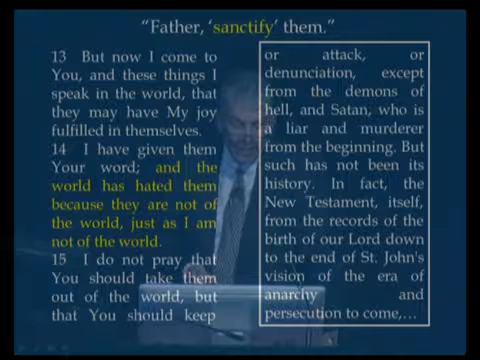 “Father, ‘sanctify’ them.”
13 But now I come to
You, and these things I
speak in the world, that
they may have My joy
fulfilled in themselves.
14 I have given them
Your word; and the
world has hated them
because they are not of
the world, just as I am
not of the world.
15 I do not pray that
You should take them
out of the world, but
that You should keep
or attack, or
denunciation, except
from the demons of
hell, and Satan, who is
a liar and murderer
from the beginning. But
such has not been its
history. In fact, the
New Testament, itself,
from the records of the
birth of our Lord down
to the end of St. John's
vision of the era of
anarchy and
persecution to come,…